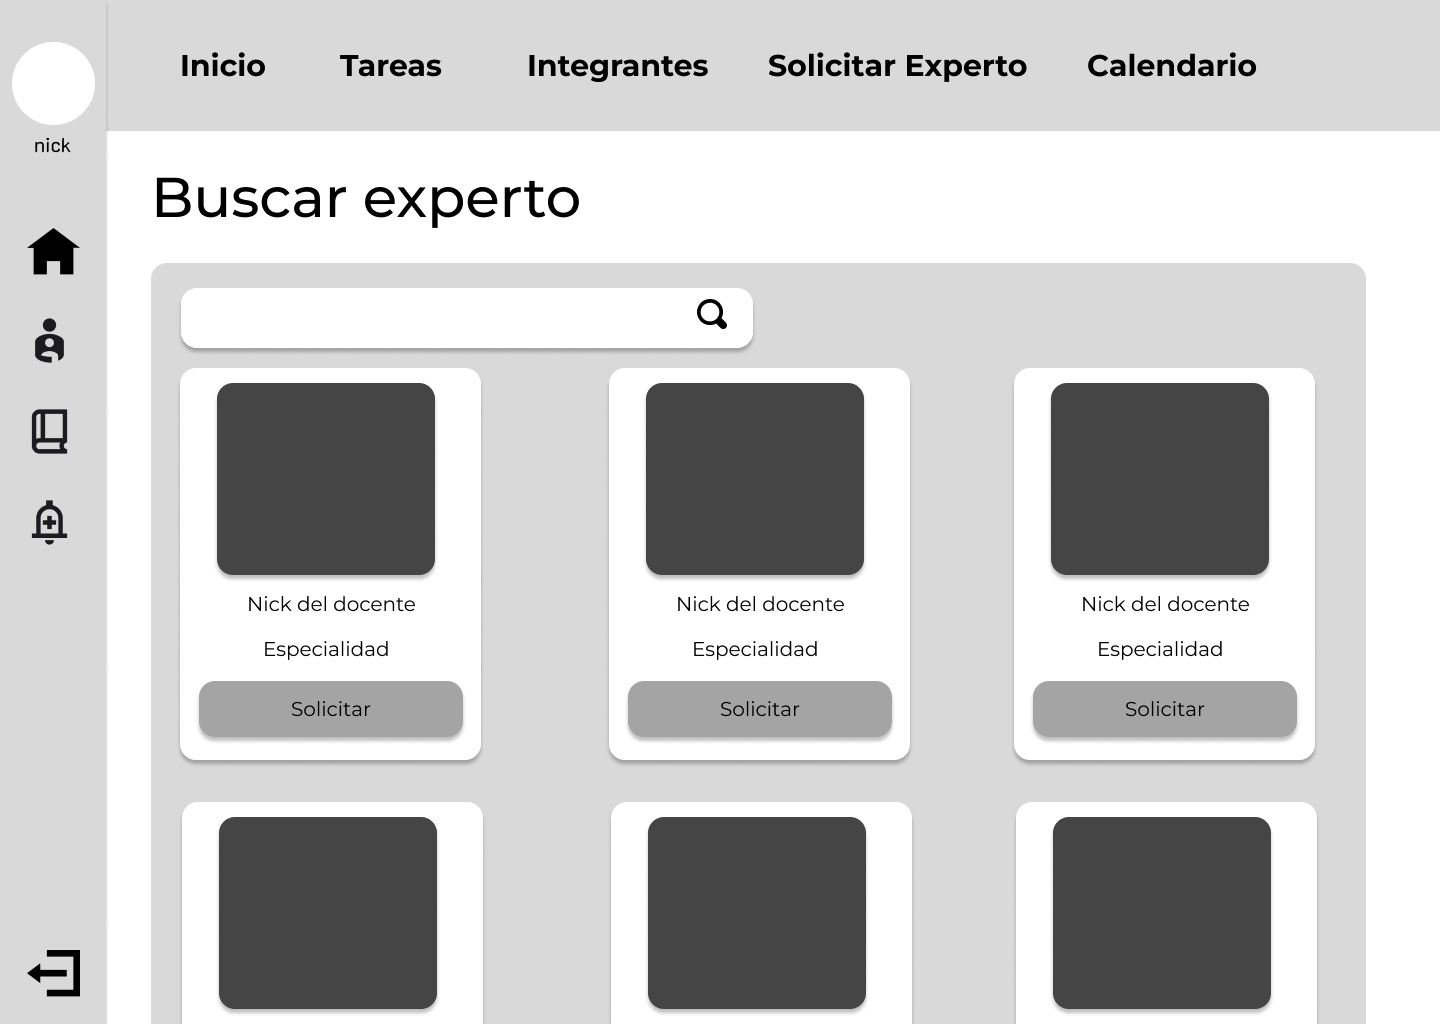 Inicio Tareas Integrantes Solicitar Experto Calendario
nick
Buscar experto
Nick del docente Nick del docente Nick del docente
Especialidad Especialidad Especialidad
Solicitar Solicitar Solicitar